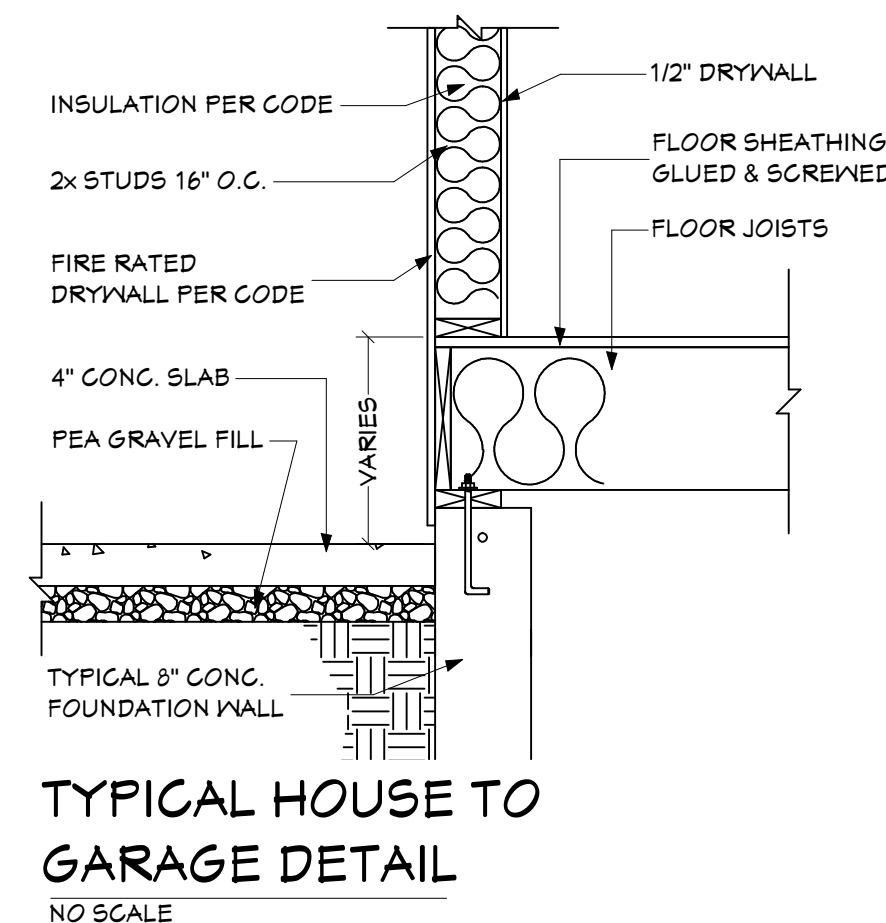 INSULATION PER CODE
1/2" DRYWALL
2x STUDS 16" O.C.
FLOOR SHEATHING
GLUED & SCREWED
FIRE RATED
DRYWALL PER CODE
FLOOR JOISTS
4" CONC. SLAB
VARIES
PEA GRAVEL FILL
TYPICAL 8" CONC.
FOUNDATION WALL
TYPICAL HOUSE TO
GARAGE DETAIL
NO SCALE